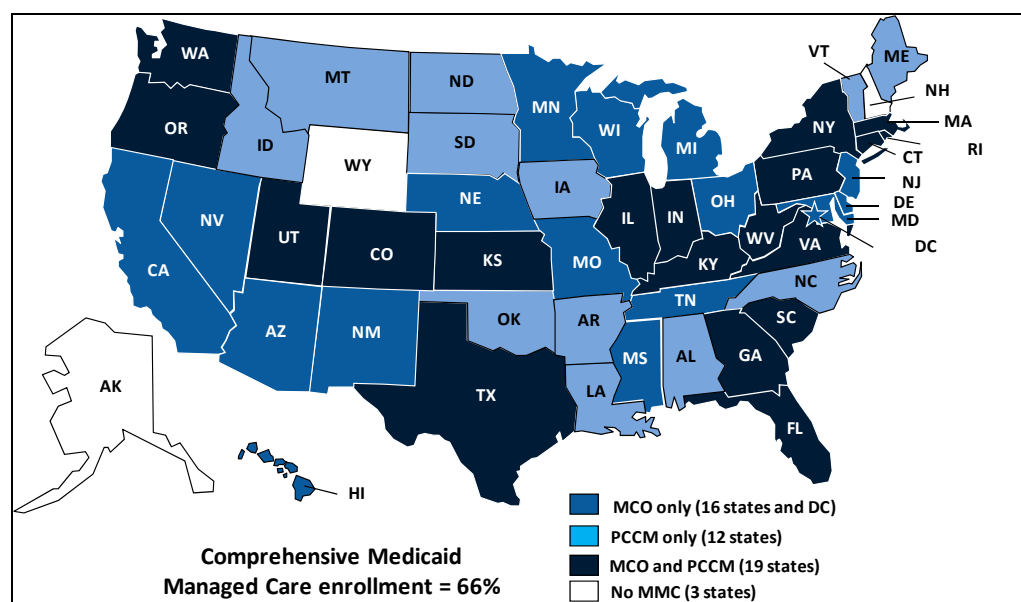 WA
OR
CA
NV
ID
MT
WY
UT
AZ
CO
NM
ND
SD
NE
KS
OK
TX
MN
IA
MO
AR
LA
WI
IL
MS
MI
IN
KY
TN
AL
OH
WV
VA
NC
SC
GA
FL
PA
NY
VT
ME
NH
MA
RI
CT
NJ
DE
MD
DC
AK
HI
MCO only (16 states and DC)
PCCM only (12 states)
MCO and PCCM (19 states)
No MMC (3 states)
Comprehensive Medicaid
Managed Care enrollment = 66%